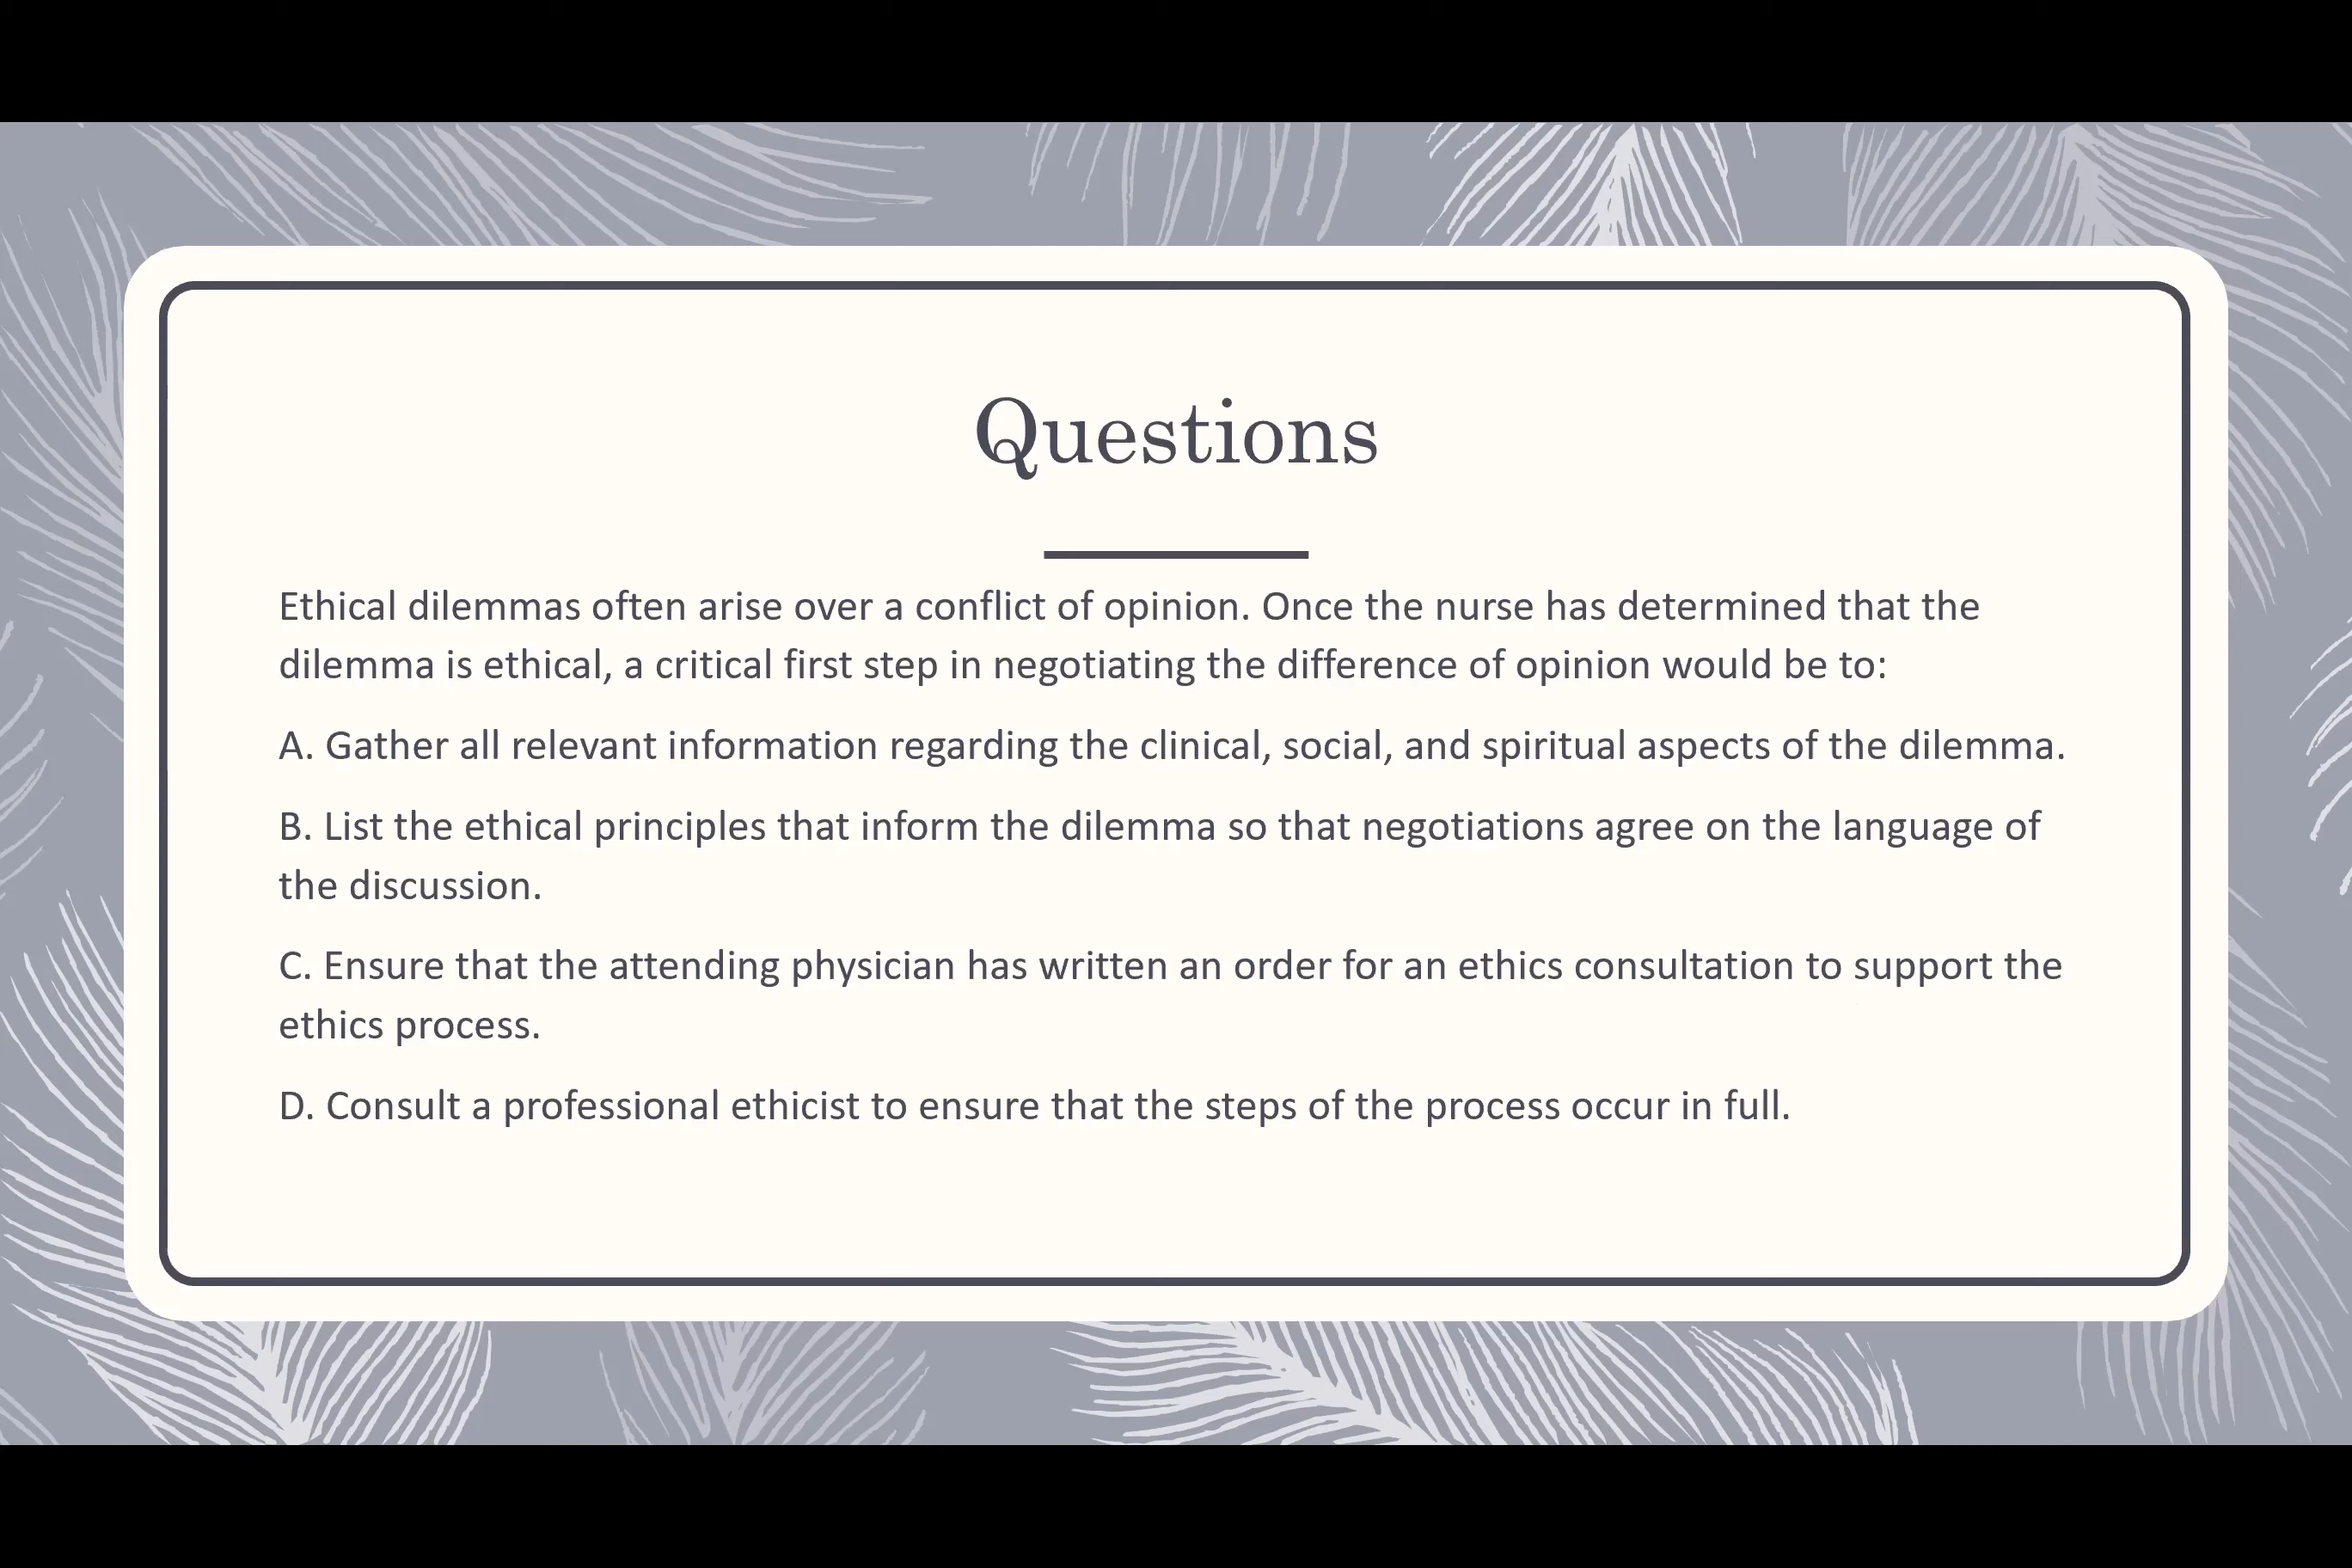 Questions
Ethical dilemmas often arise over a conflict of opinion. Once the nurse has determined that the
dilemma is ethical, a critical first step in negotiating the difference of opinion would be to:
A. Gather all relevant information regarding the clinical, social, and spiritual aspects of the dilemma.
B. List the ethical principles that inform the dilemma so that negotiations agree on the language of
the discussion.
C. Ensure that the attending physician has written an order for an ethics consultation to support the
ethics process.
D. Consult a professional ethicist to ensure that the steps of the process occur in full.